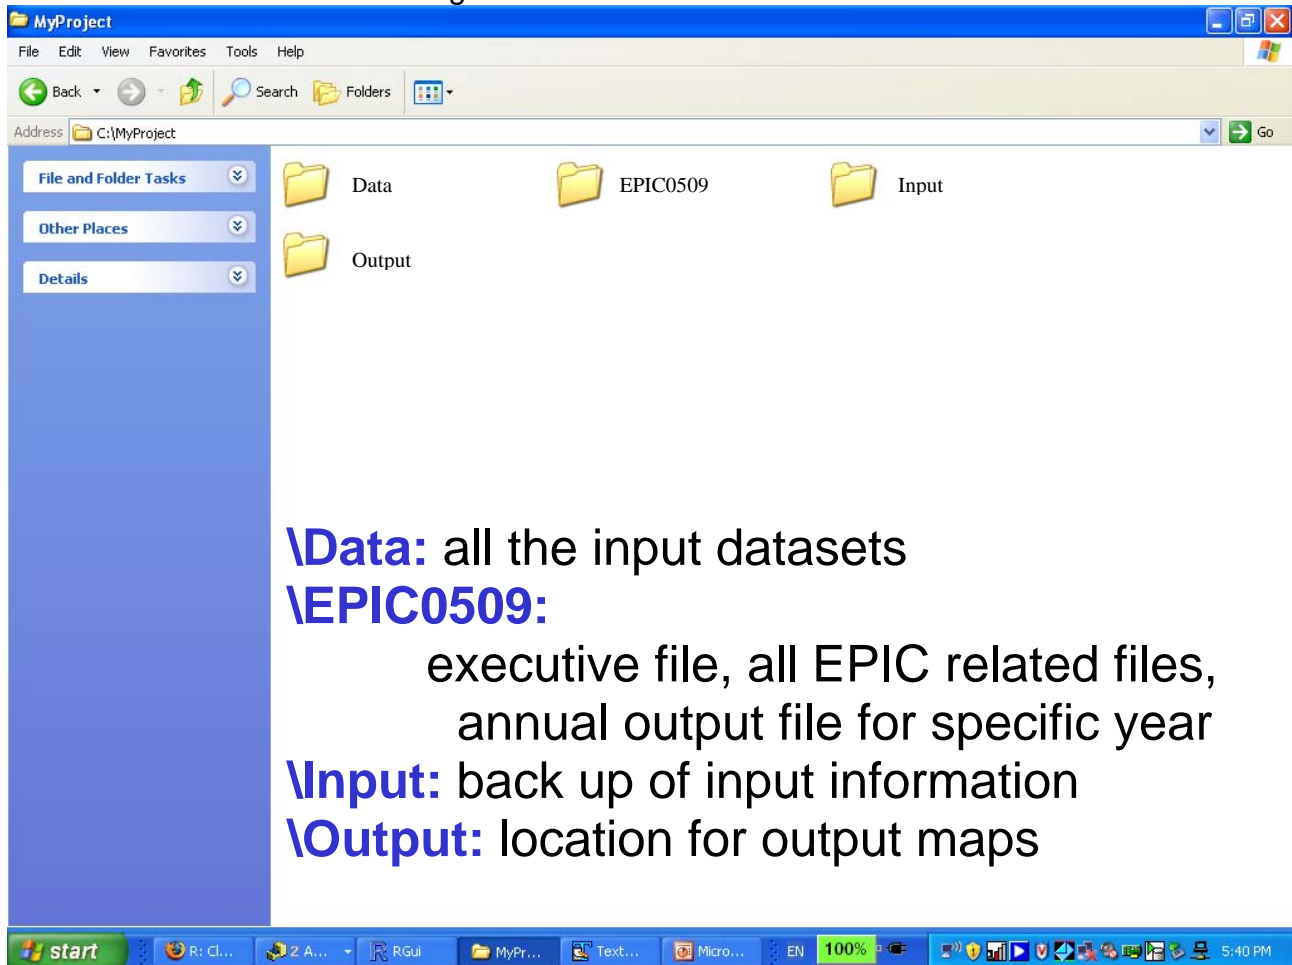 MyProject
File Edit View Favorites Tools Help
Back Search Folders
Address C:\MyProject Go
File and Folder Tasks
Other Places
Details
Data EPIC0509 Input
Output
\Data: all the input datasets
\EPIC0509:
executive file, all EPIC related files,
annual output file for specific year
\Input: back up of input information
\Output: location for output maps
start R: Cl... 2 A... RGui MyPr... Text... Micro... EN 100% 5:40 PM